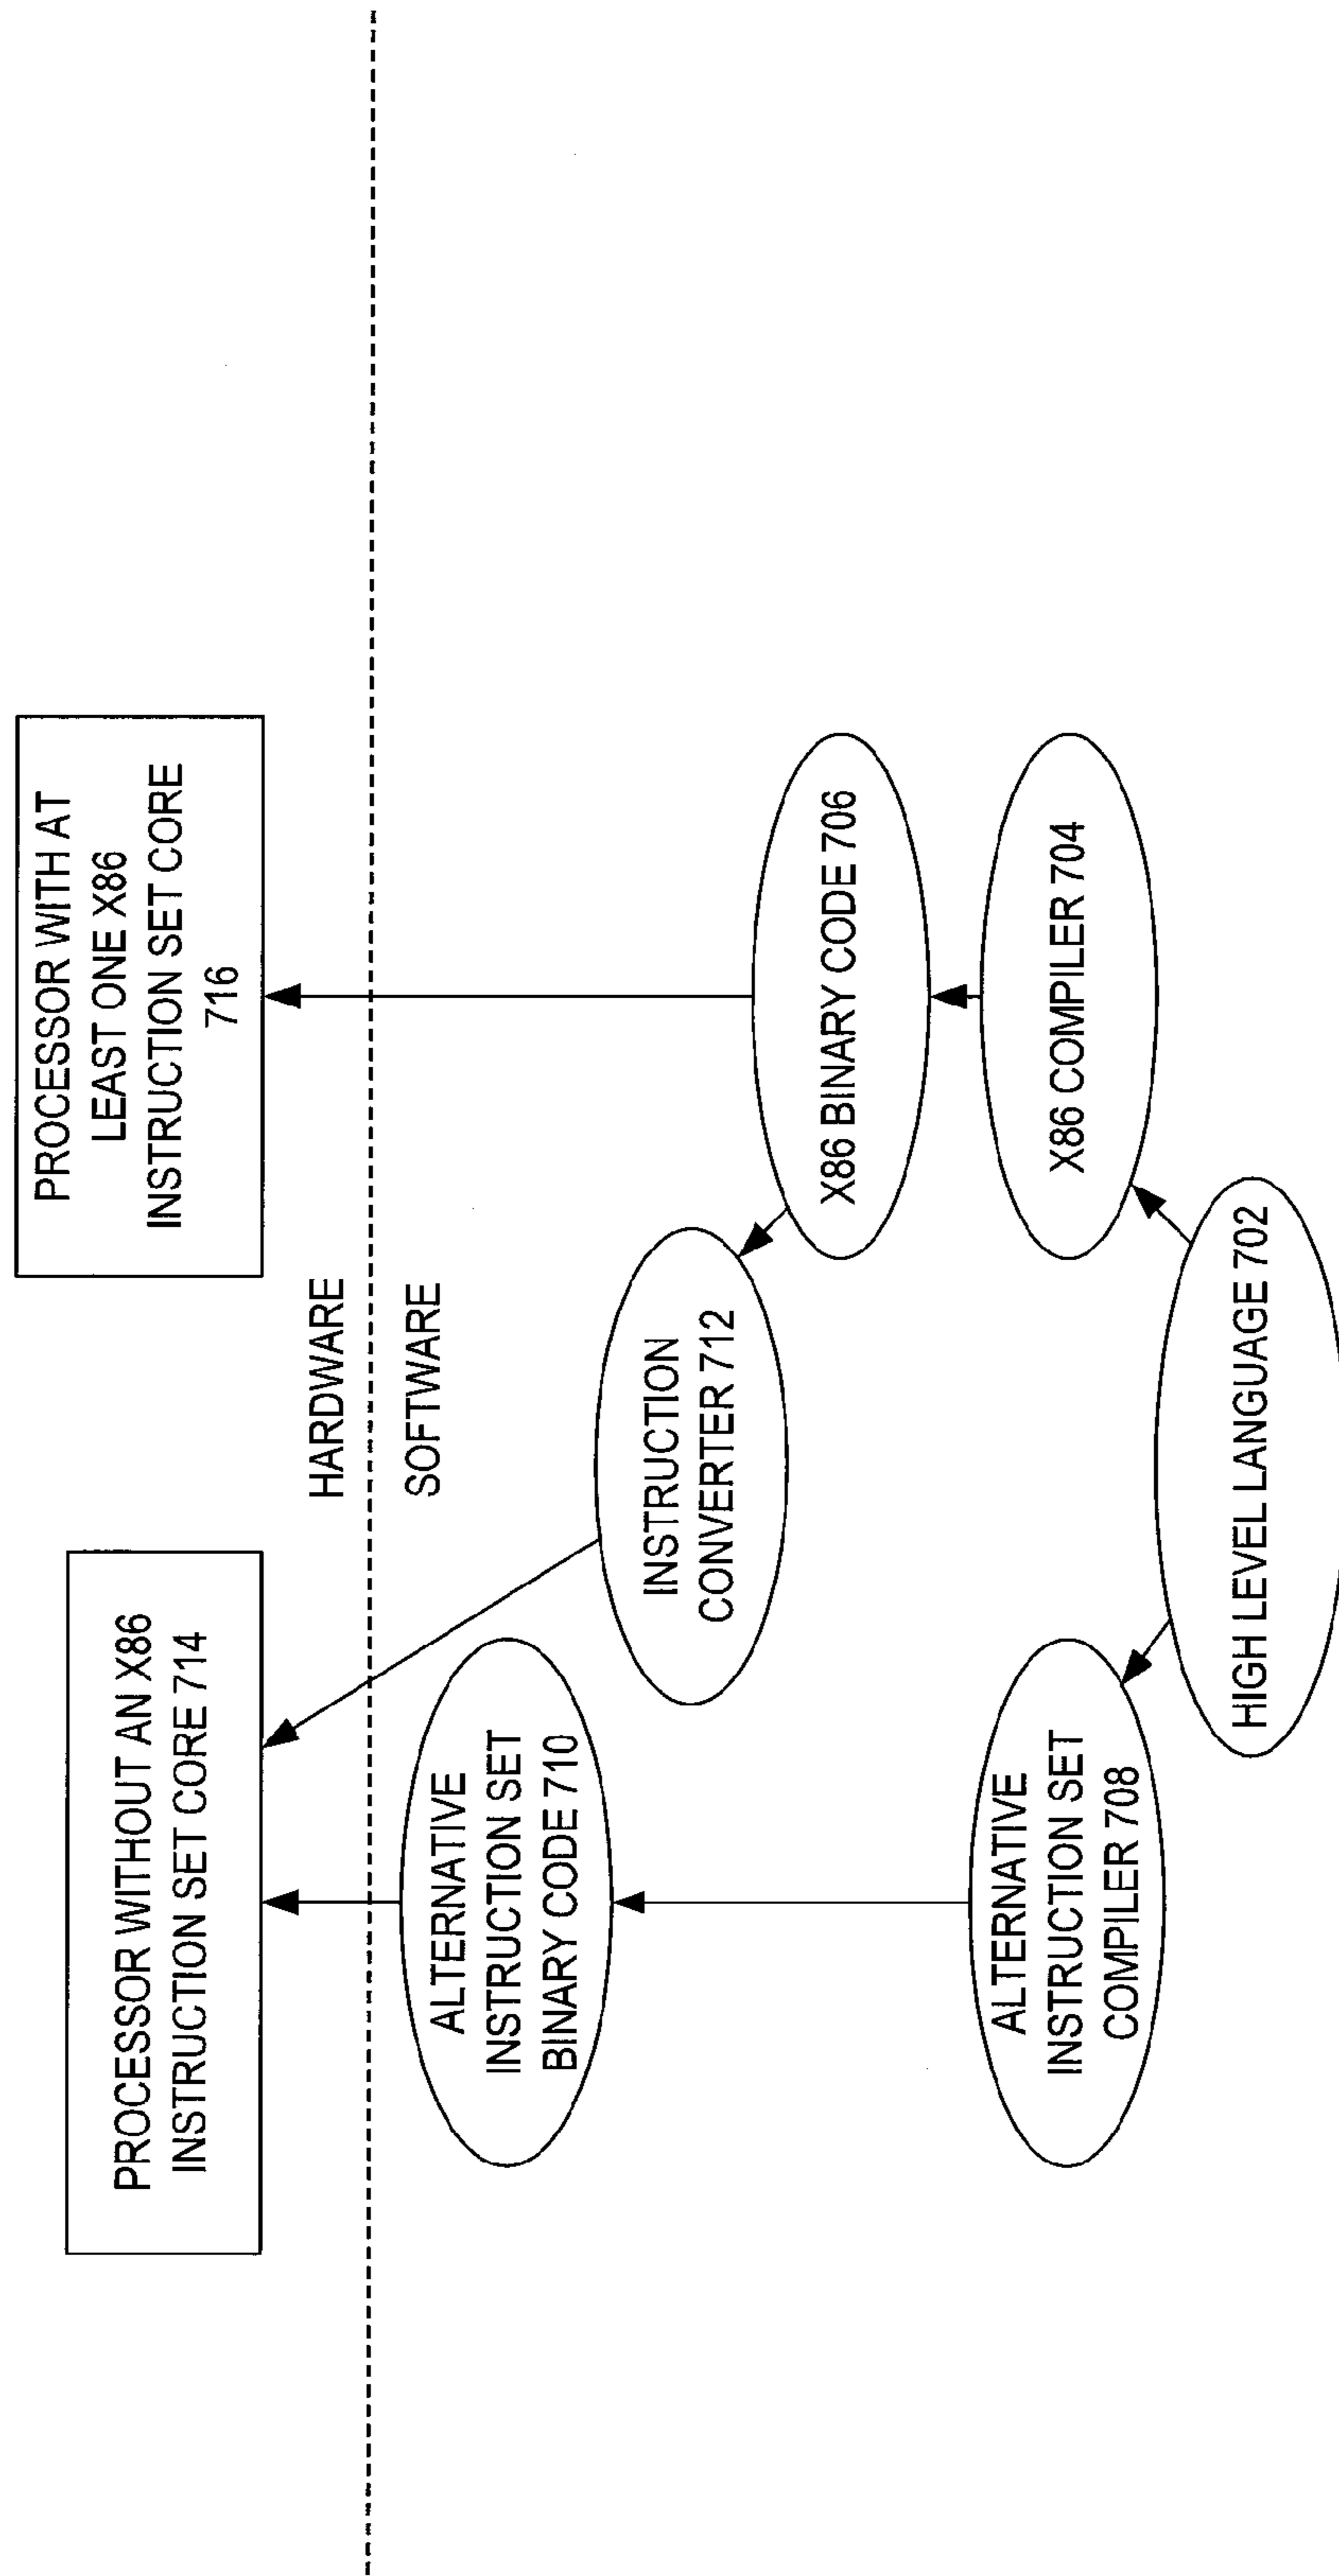 PROCESSOR WITHOUT AN X86
INSTRUCTION SET CORE 714
PROCESSOR WITH AT
LEAST ONE X86
INSTRUCTION SET CORE
716
HARDWARE
SOFTWARE
ALTERNATIVE
INSTRUCTION SET
BINARY CODE 710
INSTRUCTION
CONVERTER 712
X86 BINARY CODE 706
ALTERNATIVE
INSTRUCTION SET
COMPILER 708
X86 COMPILER 704
HIGH LEVEL LANGUAGE 702